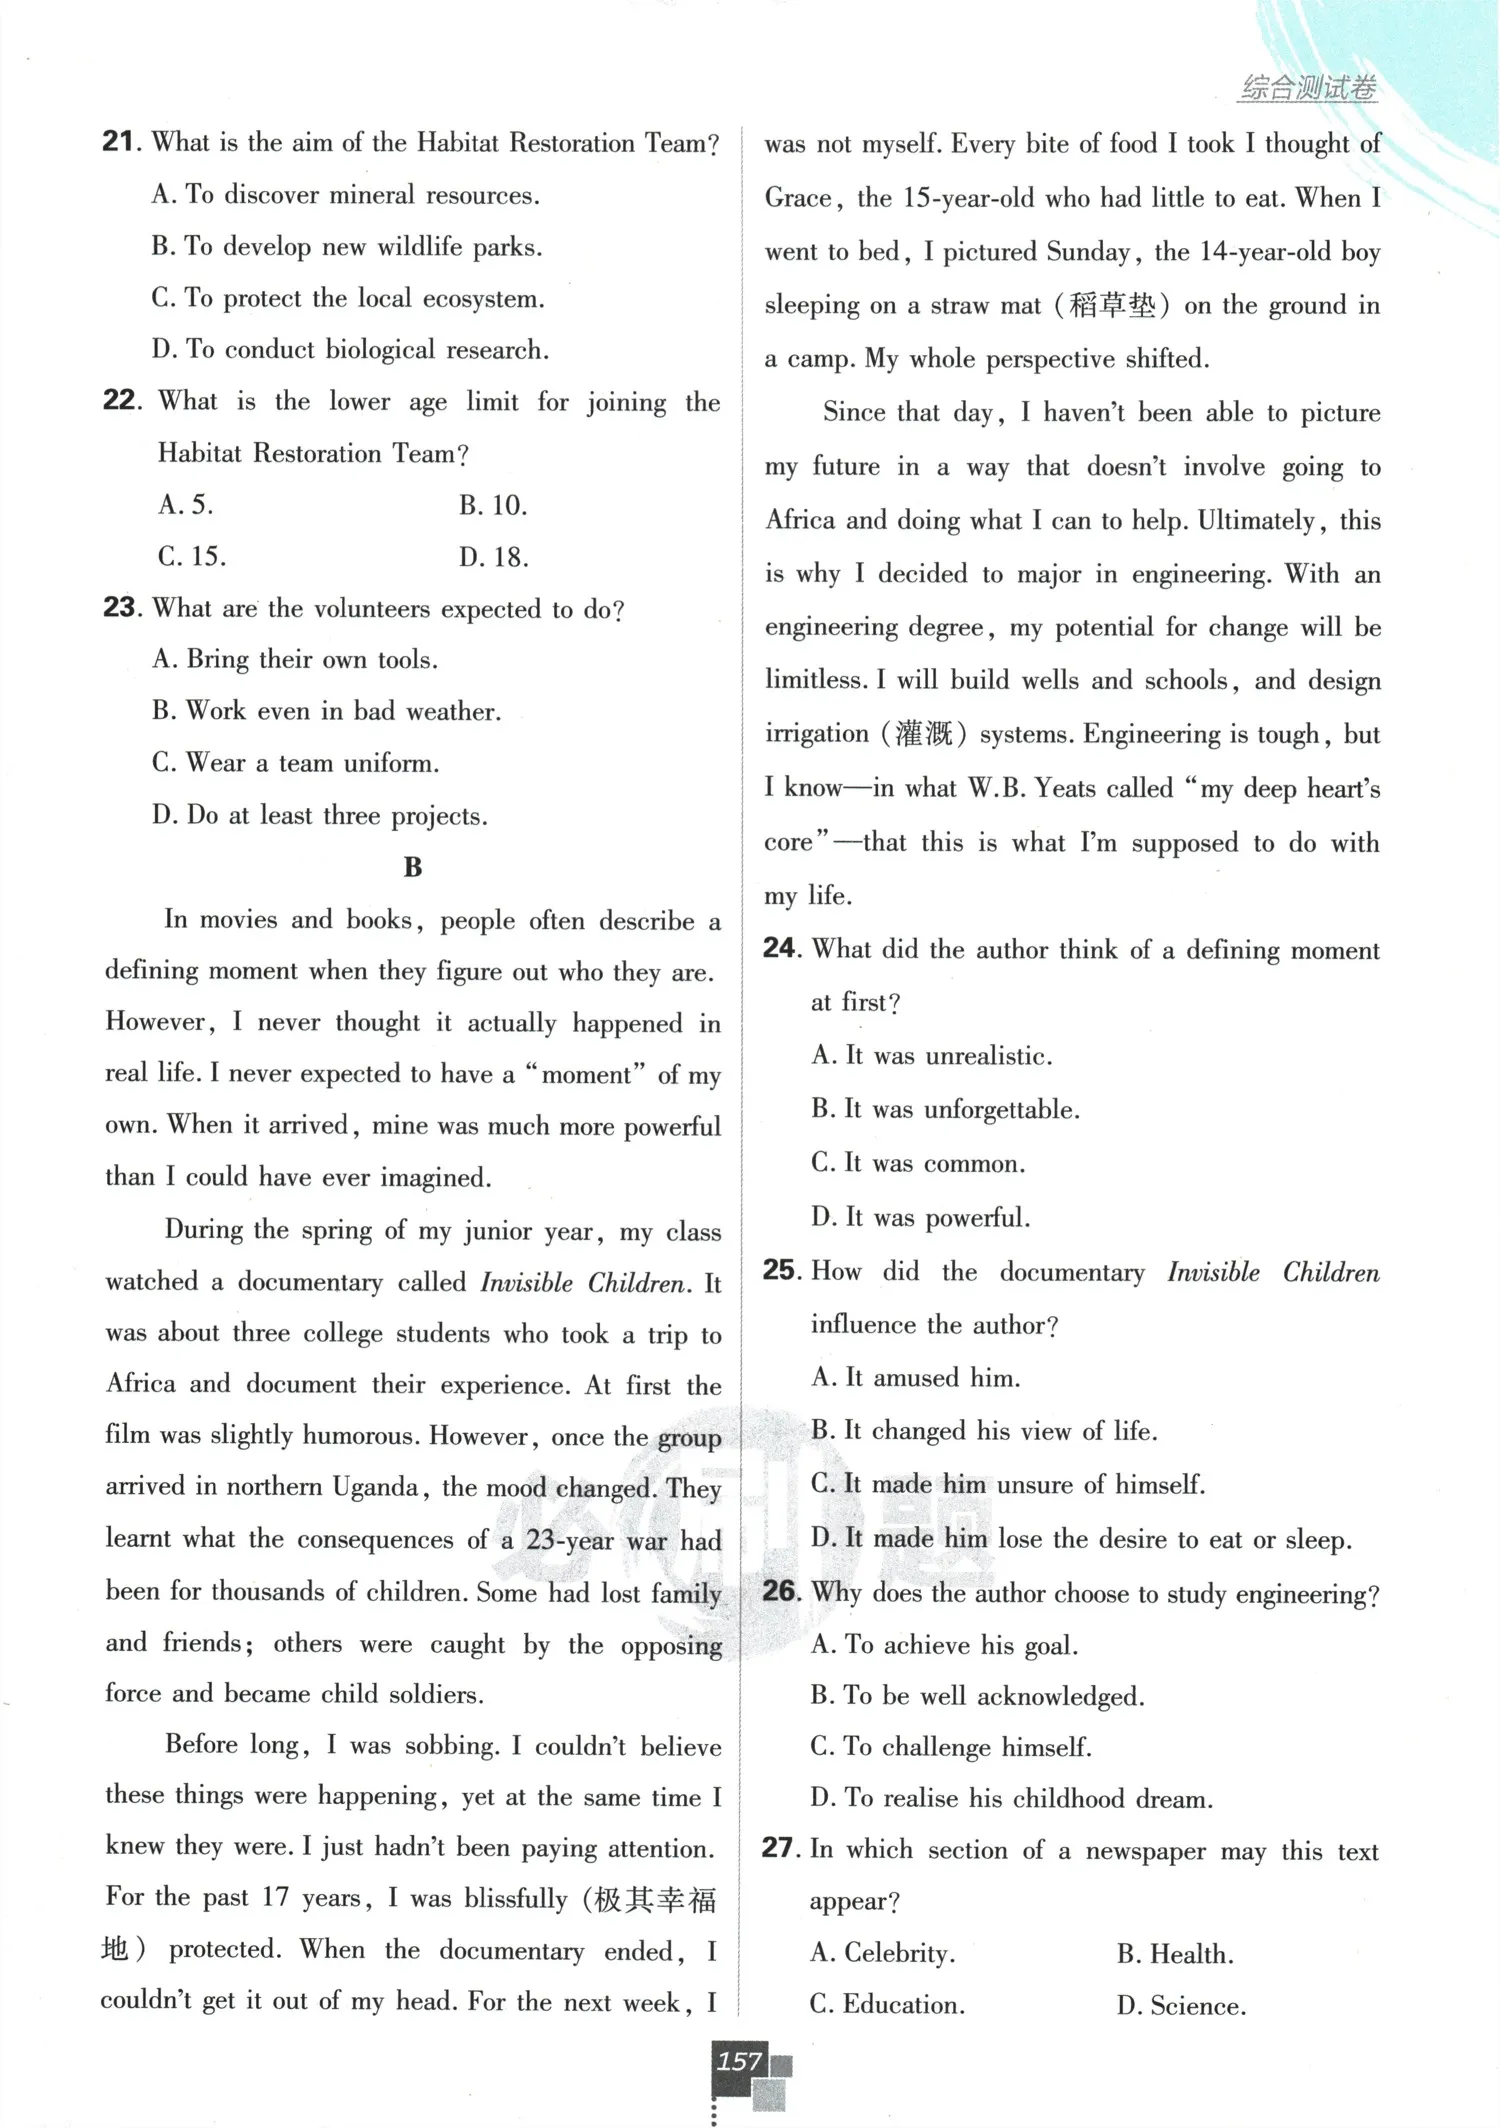 综合测试卷
21. What is the aim of the Habitat Restoration Team?
A. To discover mineral resources.
B. To develop new wildlife parks.
C. To protect the local ecosystem.
D. To conduct biological research.
22. What is the lower age limit for joining the
Habitat Restoration Team?
A. 5. B. 10.
C. 15. D. 18.
23. What are the volunteers expected to do?
A. Bring their own tools.
B. Work even in bad weather.
C. Wear a team uniform.
D. Do at least three projects.
B
In movies and books, people often describe a
defining moment when they figure out who they are.
However, I never thought it actually happened in
real life. I never expected to have a “moment” of my
own. When it arrived, mine was much more powerful
than I could have ever imagined.
During the spring of my junior year, my class
watched a documentary called Invisible Children. It
was about three college students who took a trip to
Africa and document their experience. At first the
film was slightly humorous. However, once the group
arrived in northern Uganda, the mood changed. They
learnt what the consequences of a 23-year war had
been for thousands of children. Some had lost family
and friends; others were caught by the opposing
force and became child soldiers.
Before long, I was sobbing. I couldn’t believe
these things were happening, yet at the same time I
knew they were. I just hadn’t been paying attention.
For the past 17 years, I was blissfully (极其幸福
地) protected. When the documentary ended, I
couldn’t get it out of my head. For the next week, I
was not myself. Every bite of food I took I thought of
Grace, the 15-year-old who had little to eat. When I
went to bed, I pictured Sunday, the 14-year-old boy
sleeping on a straw mat (稻草垫) on the ground in
a camp. My whole perspective shifted.
Since that day, I haven’t been able to picture
my future in a way that doesn’t involve going to
Africa and doing what I can to help. Ultimately, this
is why I decided to major in engineering. With an
engineering degree, my potential for change will be
limitless. I will build wells and schools, and design
irrigation (灌溉) systems. Engineering is tough, but
I know—in what W.B. Yeats called “my deep heart’s
core”—that this is what I’m supposed to do with
my life.
24. What did the author think of a defining moment
at first?
A. It was unrealistic.
B. It was unforgettable.
C. It was common.
D. It was powerful.
25. How did the documentary Invisible Children
influence the author?
A. It amused him.
B. It changed his view of life.
C. It made him unsure of himself.
D. It made him lose the desire to eat or sleep.
26. Why does the author choose to study engineering?
A. To achieve his goal.
B. To be well acknowledged.
C. To challenge himself.
D. To realise his childhood dream.
27. In which section of a newspaper may this text
appear?
A. Celebrity. B. Health.
C. Education. D. Science.
必刷题
157